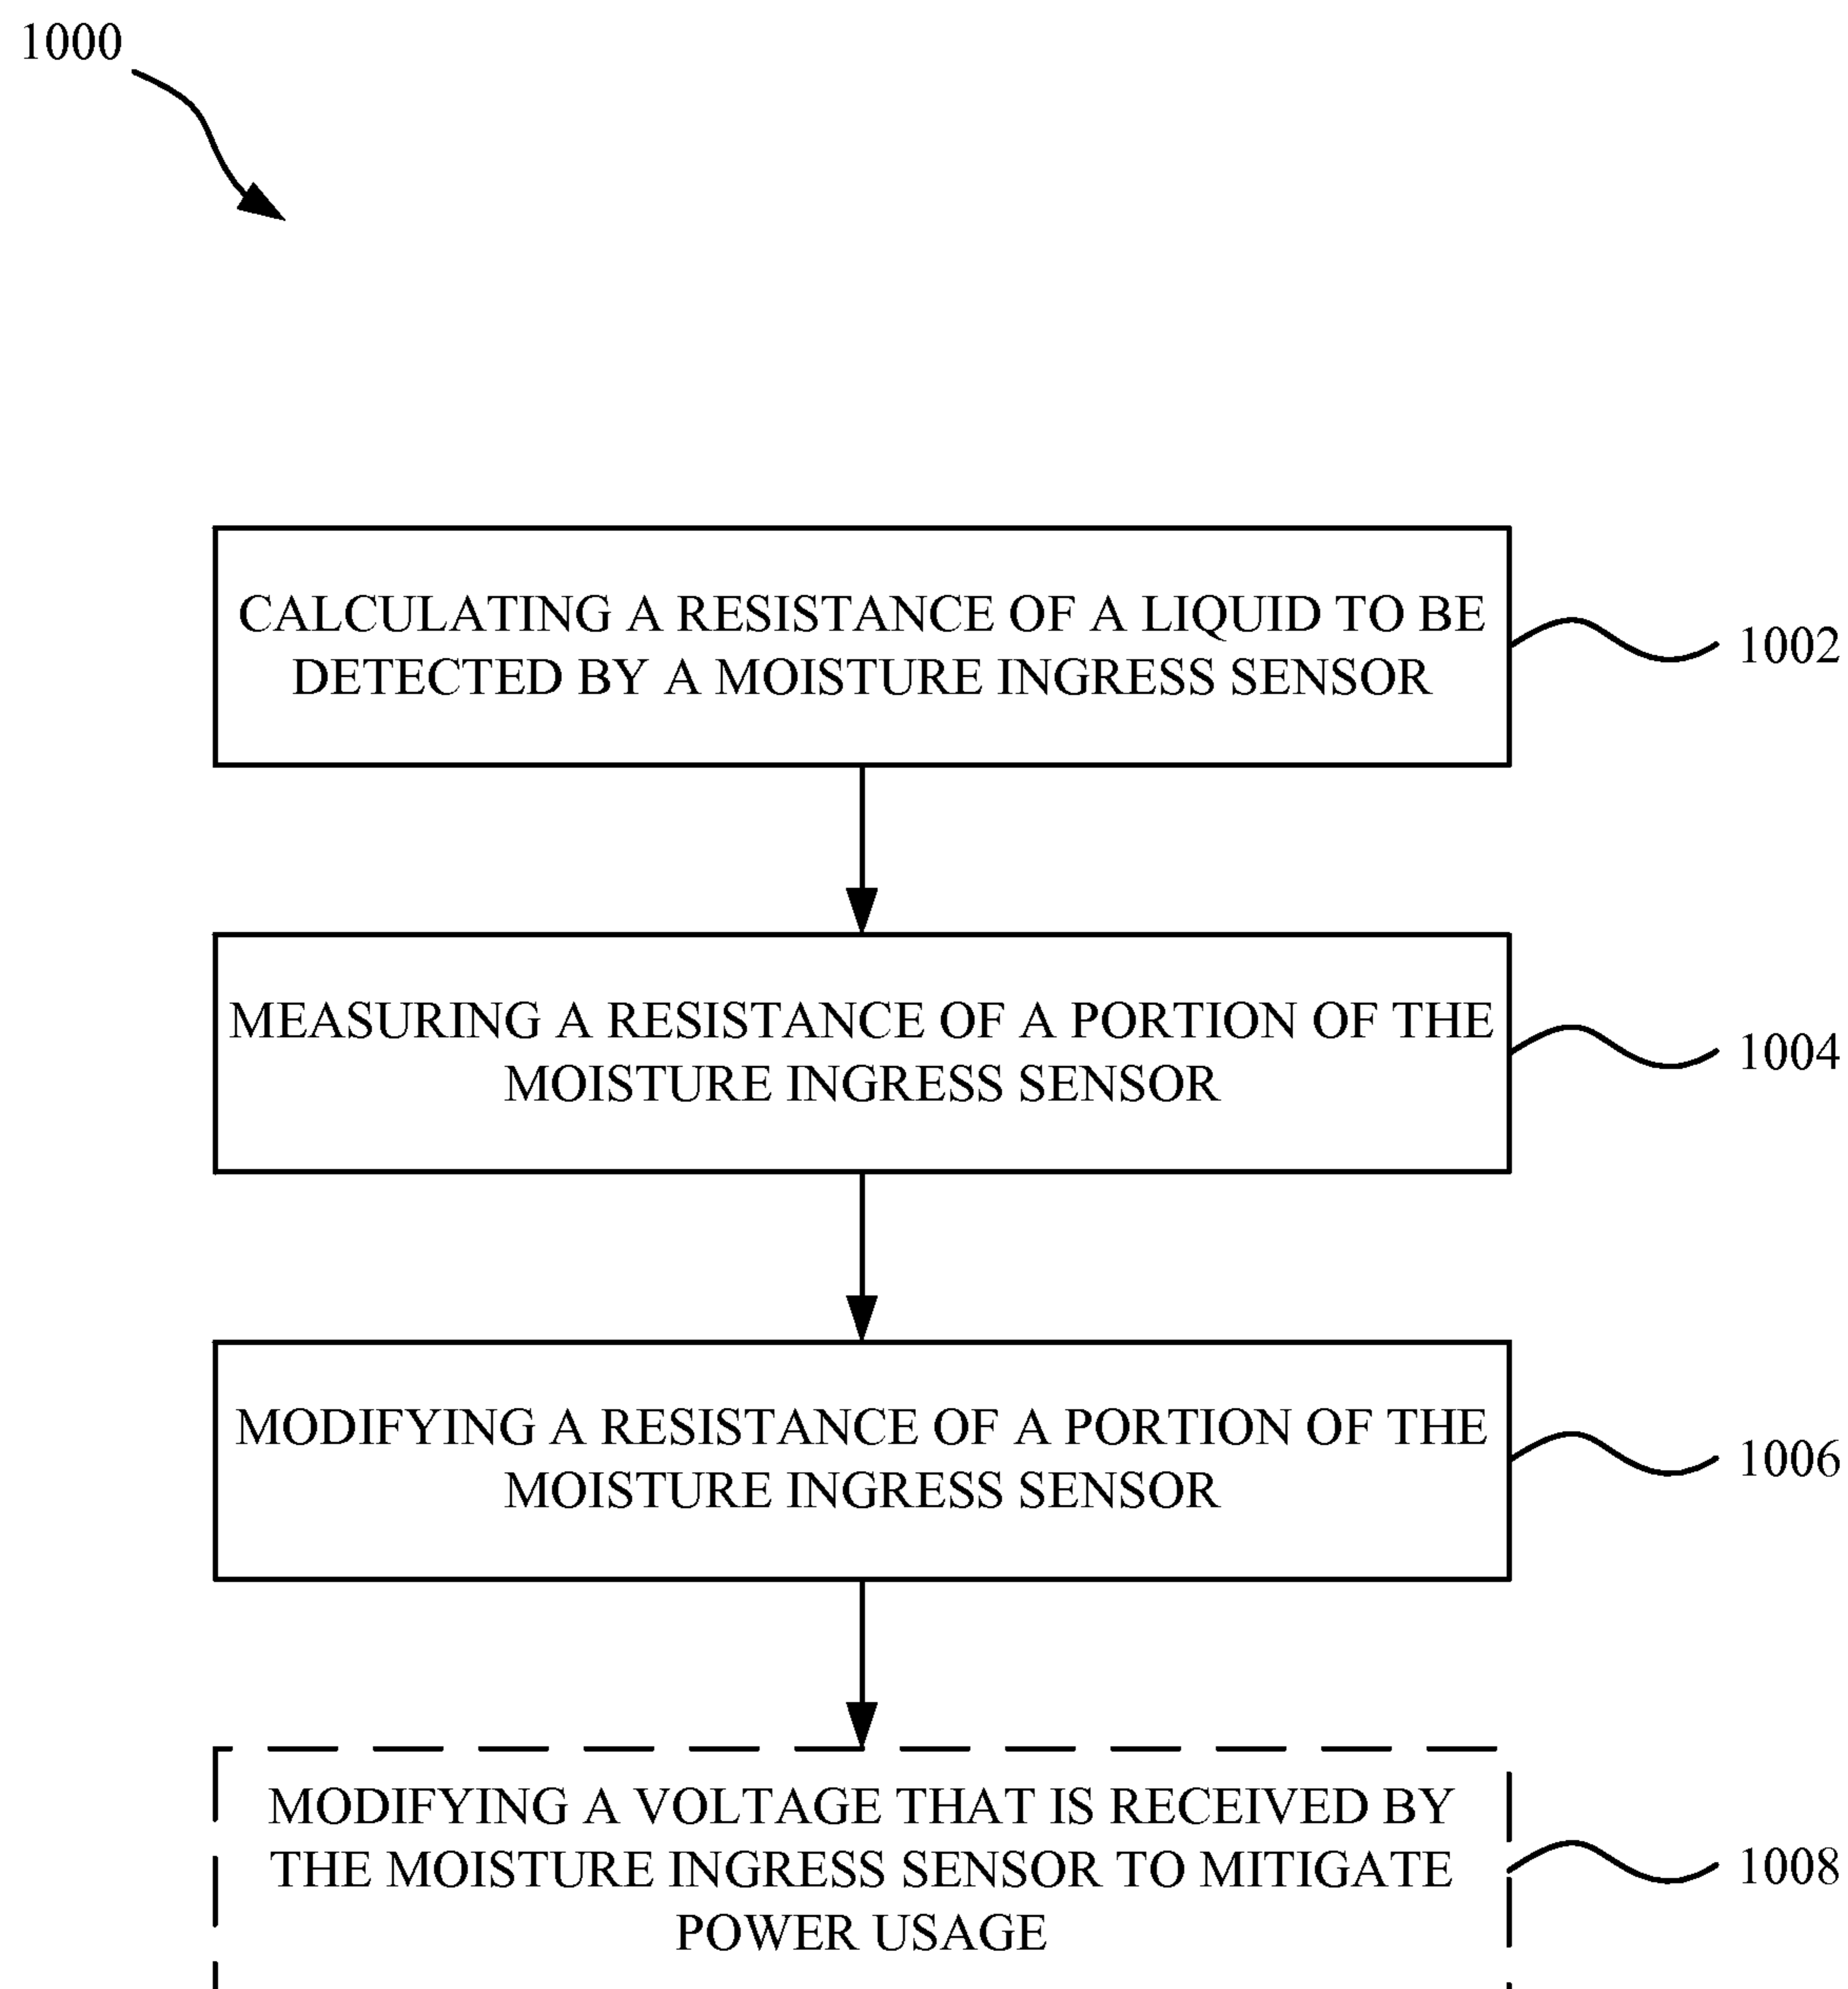 1000
CALCULATING A RESISTANCE OF A LIQUID TO BE
DETECTED BY A MOISTURE INGRESS SENSOR
1002
MEASURING A RESISTANCE OF A PORTION OF THE
MOISTURE INGRESS SENSOR
1004
MODIFYING A RESISTANCE OF A PORTION OF THE
MOISTURE INGRESS SENSOR
1006
MODIFYING A VOLTAGE THAT IS RECEIVED BY
THE MOISTURE INGRESS SENSOR TO MITIGATE
POWER USAGE
1008